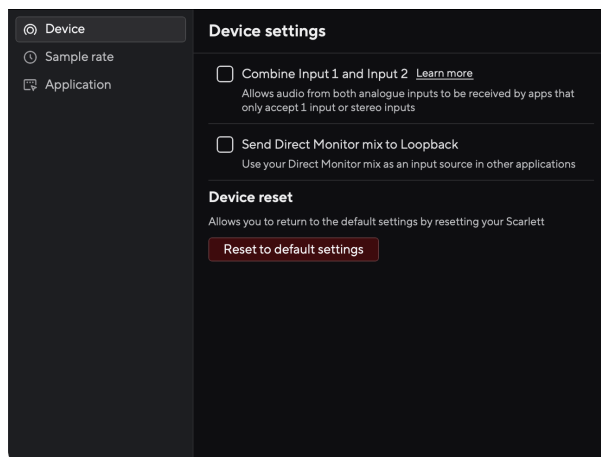 Device
Sample rate
Application
Device settings
Combine Input 1 and Input 2 Learn more
Allows audio from both analogue inputs to be received by apps that
only accept 1 input or stereo inputs
Send Direct Monitor mix to Loopback
Use your Direct Monitor mix as an input source in other applications
Device reset
Allows you to return to the default settings by resetting your Scarlett
Reset to default settings